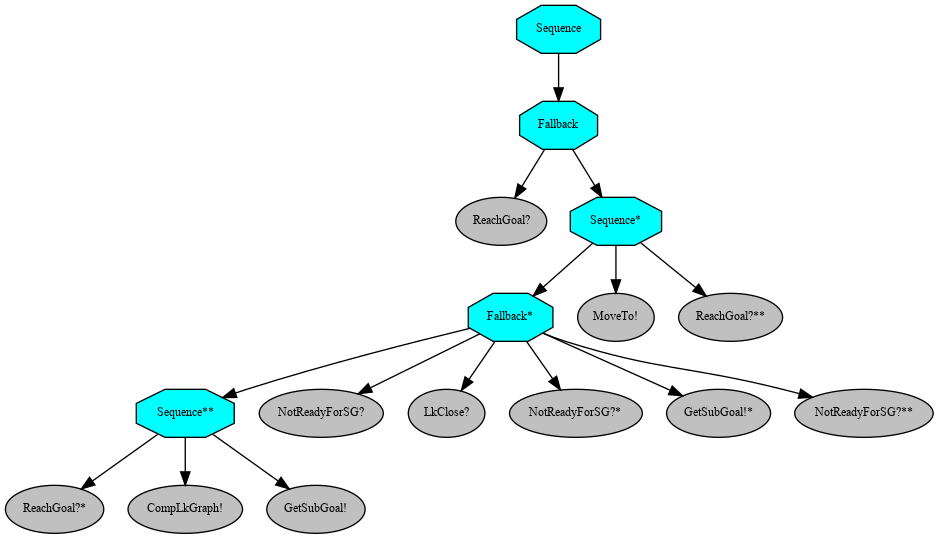 Sequence
Fallback
ReachGoal?
Sequence*
Fallback*
MoveTo!
ReachGoal?**
Sequence**
NotReadyForSG?
LkClose?
NotReadyForSG?*
GetSubGoal!*
NotReadyForSG?**
ReachGoal?*
CompLkGraph!
GetSubGoal!